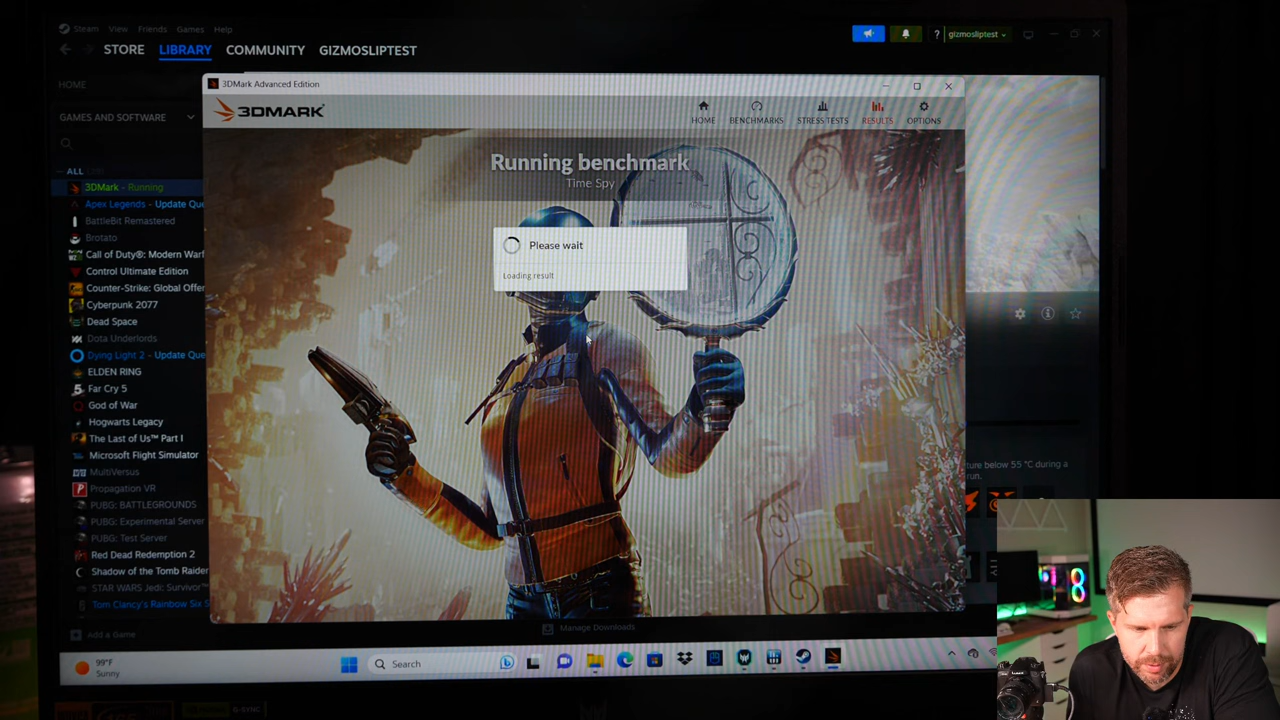 Steam View Friends Games Help
STORE LIBRARY COMMUNITY GIZMOSLIPTEST
? gizmosliptest
HOME
GAMES AND SOFTWARE
ALL
3DMark - Running
Apex Legends - Update Que
BattleBit Remastered
Brotato
Call of Duty®: Modern Warf
Control Ultimate Edition
Counter-Strike: Global Offer
Cyberpunk 2077
Dead Space
Dota Underlords
Dying Light 2 - Update Que
ELDEN RING
Far Cry 5
God of War
Hogwarts Legacy
The Last of Us™ Part I
Microsoft Flight Simulator
MultiVersus
Propagation VR
PUBG: BATTLEGROUNDS
PUBG: Experimental Server
PUBG: Test Server
Red Dead Redemption 2
Shadow of the Tomb Raider
STAR WARS Jedi: Survivor™
Tom Clancy's Rainbow Six S
Add a Game
3DMark Advanced Edition
3DMARK
HOME BENCHMARKS STRESS TESTS RESULTS OPTIONS
Running benchmark
Time Spy
Please wait
Loading result
ture below 55 °C during a
run.
Manage Downloads
99°F
Sunny
Search
G-SYNC